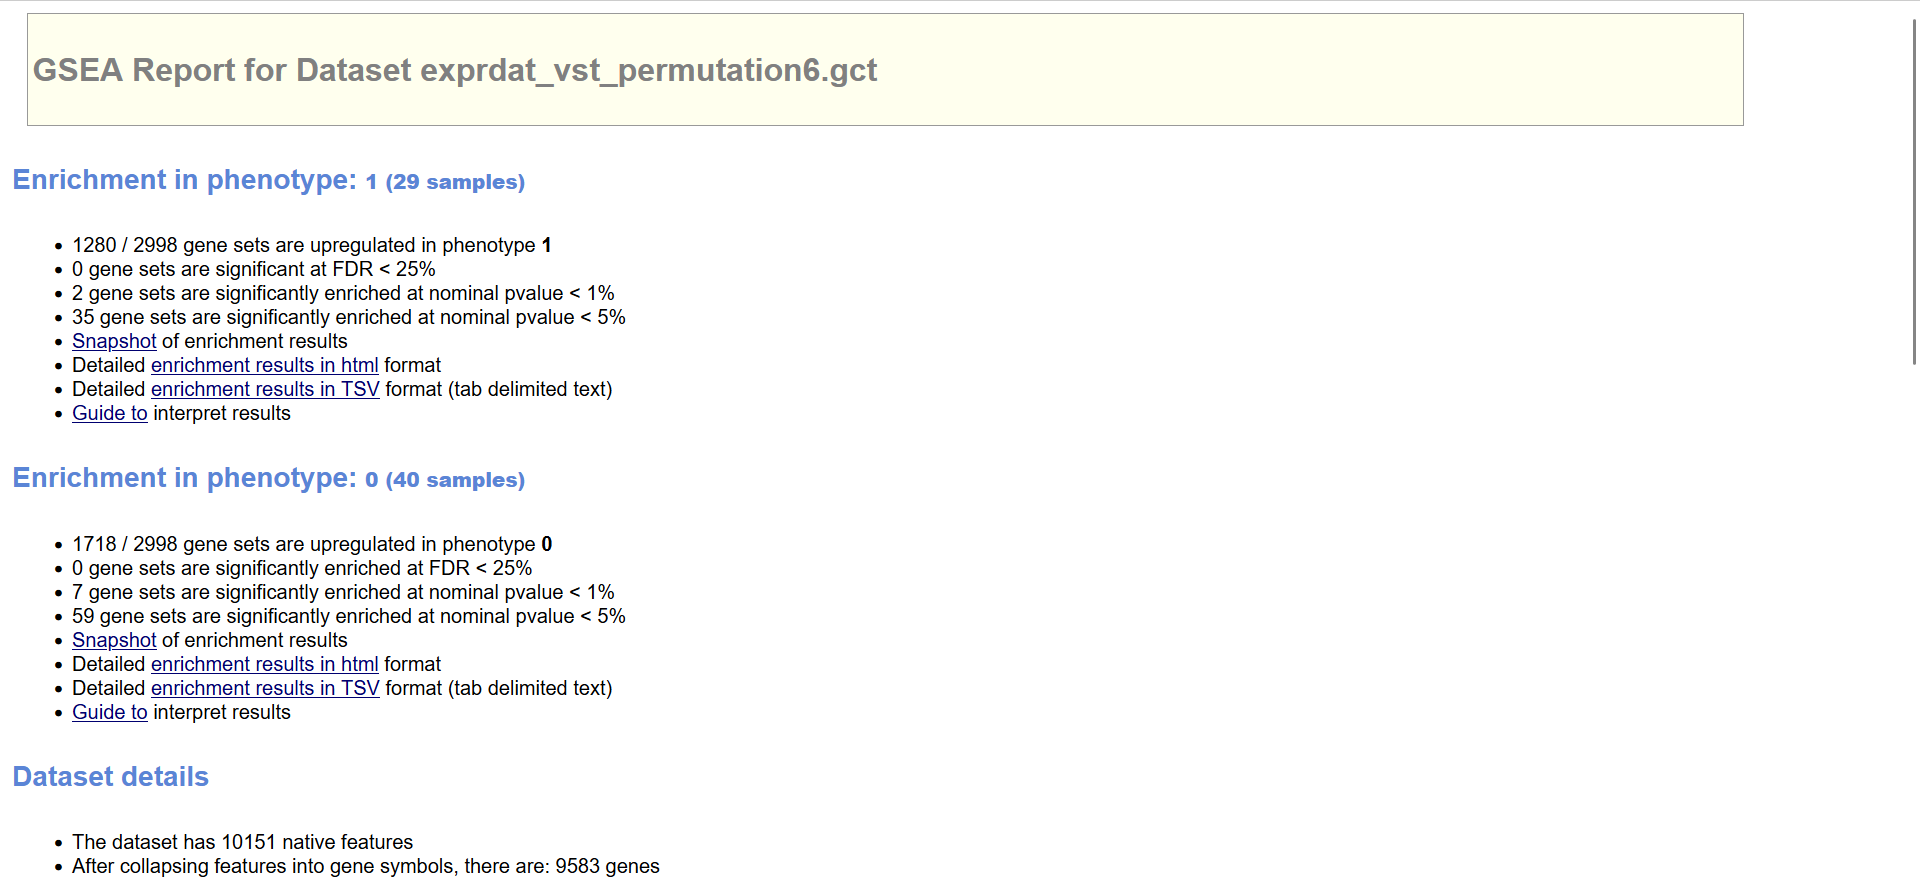 GSEA Report for Dataset exprdat_vst_permutation6.gct
Enrichment in phenotype: 1 (29 samples)
1280 / 2998 gene sets are upregulated in phenotype 1
0 gene sets are significant at FDR < 25%
2 gene sets are significantly enriched at nominal pvalue < 1%
35 gene sets are significantly enriched at nominal pvalue < 5%
Snapshot of enrichment results
Detailed enrichment results in html format
Detailed enrichment results in TSV format (tab delimited text)
Guide to interpret results
Enrichment in phenotype: 0 (40 samples)
1718 / 2998 gene sets are upregulated in phenotype 0
0 gene sets are significantly enriched at FDR < 25%
7 gene sets are significantly enriched at nominal pvalue < 1%
59 gene sets are significantly enriched at nominal pvalue < 5%
Snapshot of enrichment results
Detailed enrichment results in html format
Detailed enrichment results in TSV format (tab delimited text)
Guide to interpret results
Dataset details
The dataset has 10151 native features
After collapsing features into gene symbols, there are: 9583 genes